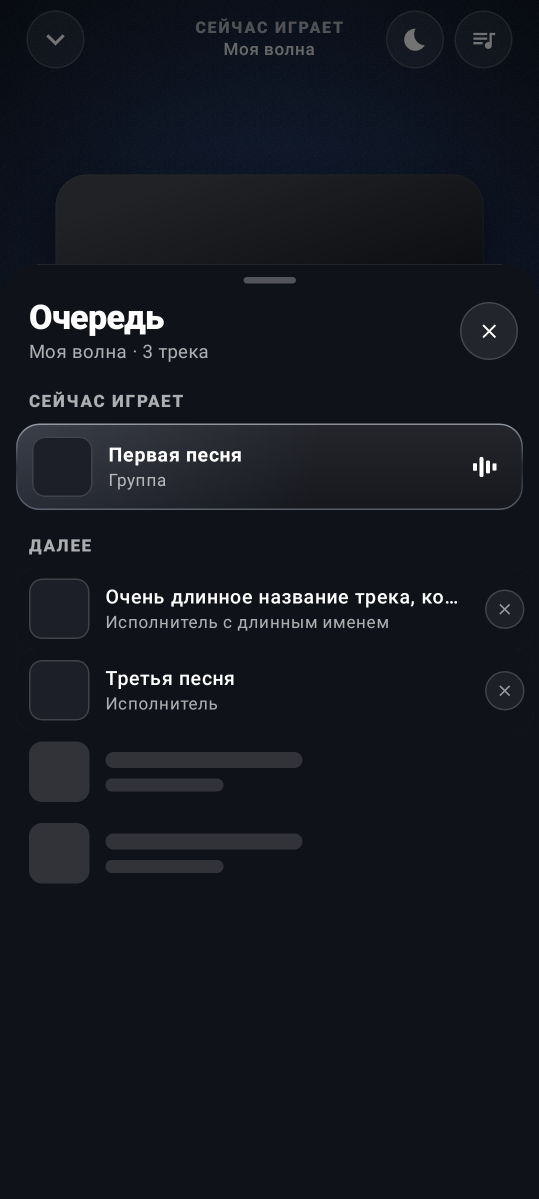 СЕЙЧАС ИГРАЕТ
Моя волна
Очередь
Моя волна · 3 трека
СЕЙЧАС ИГРАЕТ
Первая песня
Группа
ДАЛЕЕ
Очень длинное название трека, ко…
Исполнитель с длинным именем
Третья песня
Исполнитель